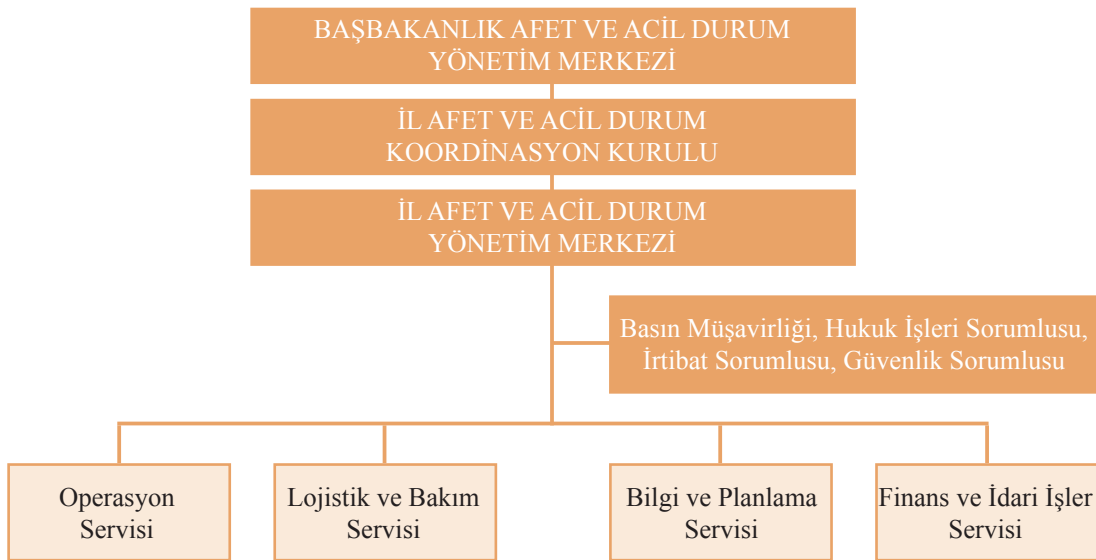 BAŞBAKANLIK AFET VE ACİL DURUM
YÖNETİM MERKEZİ
İL AFET VE ACİL DURUM
KOORDİNASYON KURULU
İL AFET VE ACİL DURUM
YÖNETİM MERKEZİ
Basın Müşavirliği, Hukuk İşleri Sorumlusu,
İrtibat Sorumlusu, Güvenlik Sorumlusu
Operasyon
Servisi
Lojistik ve Bakım
Servisi
Bilgi ve Planlama
Servisi
Finans ve İdari İşler
Servisi